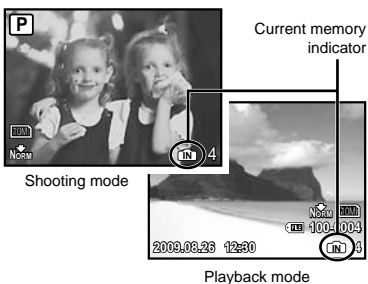 P
Current memory
indicator
10M
NORM
IN 4
Shooting mode
NORM 10M
FILE 100-0004
2009.08.26 12:30 IN 4
Playback mode